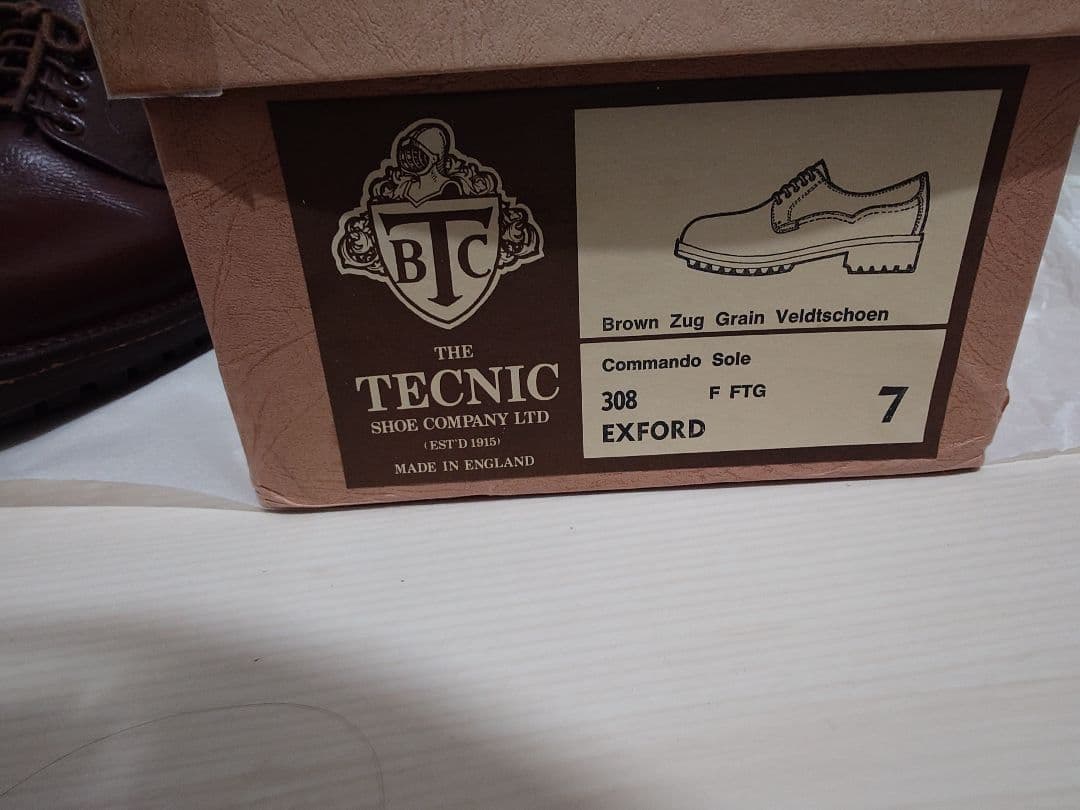 BTC
THE
TECNIC
SHOE COMPANY LTD
(EST'D 1915)
MADE IN ENGLAND
Brown Zug Grain Veldtschoen
Commando Sole
308 F FTG 7
EXFORD